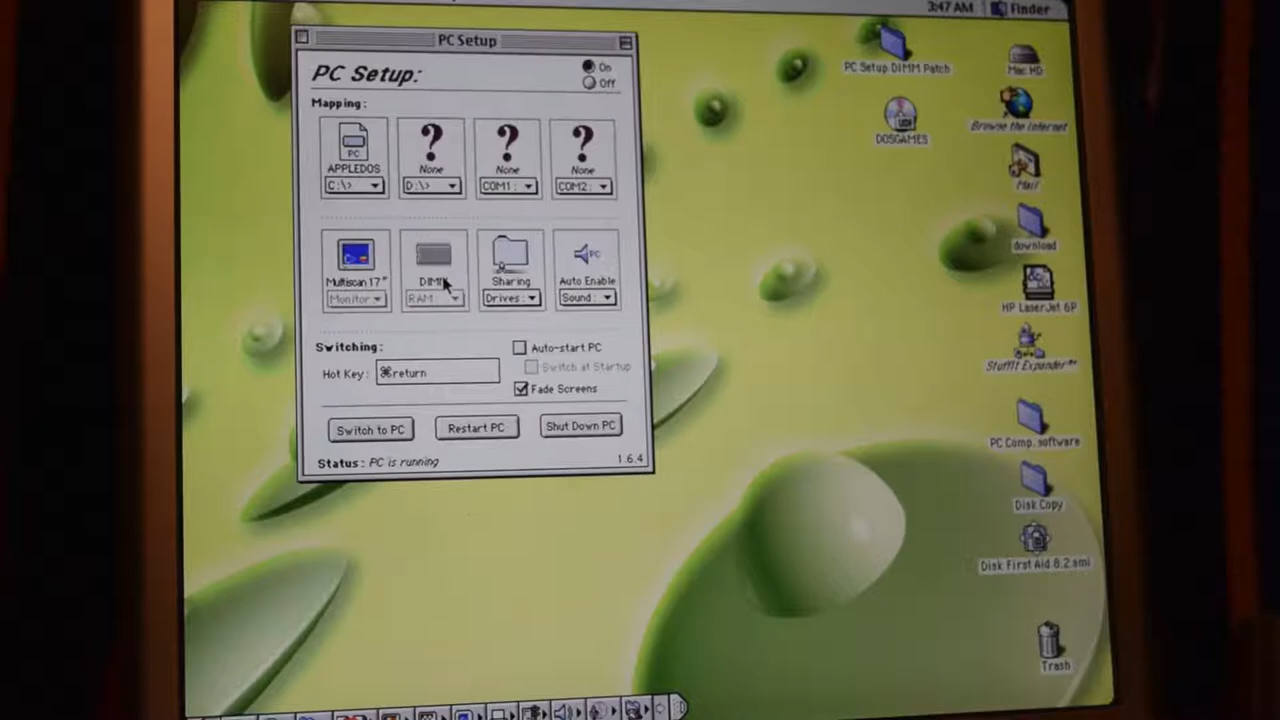 3:47 AM Finder
PC Setup
PC Setup:
On
Off
Mapping:
PC
APPLEDOS
C:\>
?
None
D:\>
?
None
COM1:
?
None
COM2:
Multiscan 17"
Monitor
DIMM
RAM:
Sharing
Drives:
PC
Auto Enable
Sound:
Switching:
Hot Key: ⌘return
Auto-start PC
Switch at Startup
Fade Screens
Switch to PC
Restart PC
Shut Down PC
Status: PC is running
1.6.4
PC Setup DIMM Patch
DOSGAMES
Mac HD
Browse the Internet
Mail
download
HP LaserJet 6P
StuffIt Expander™
PC Comp. software
Disk Copy
Disk First Aid 8.2.smi
Trash